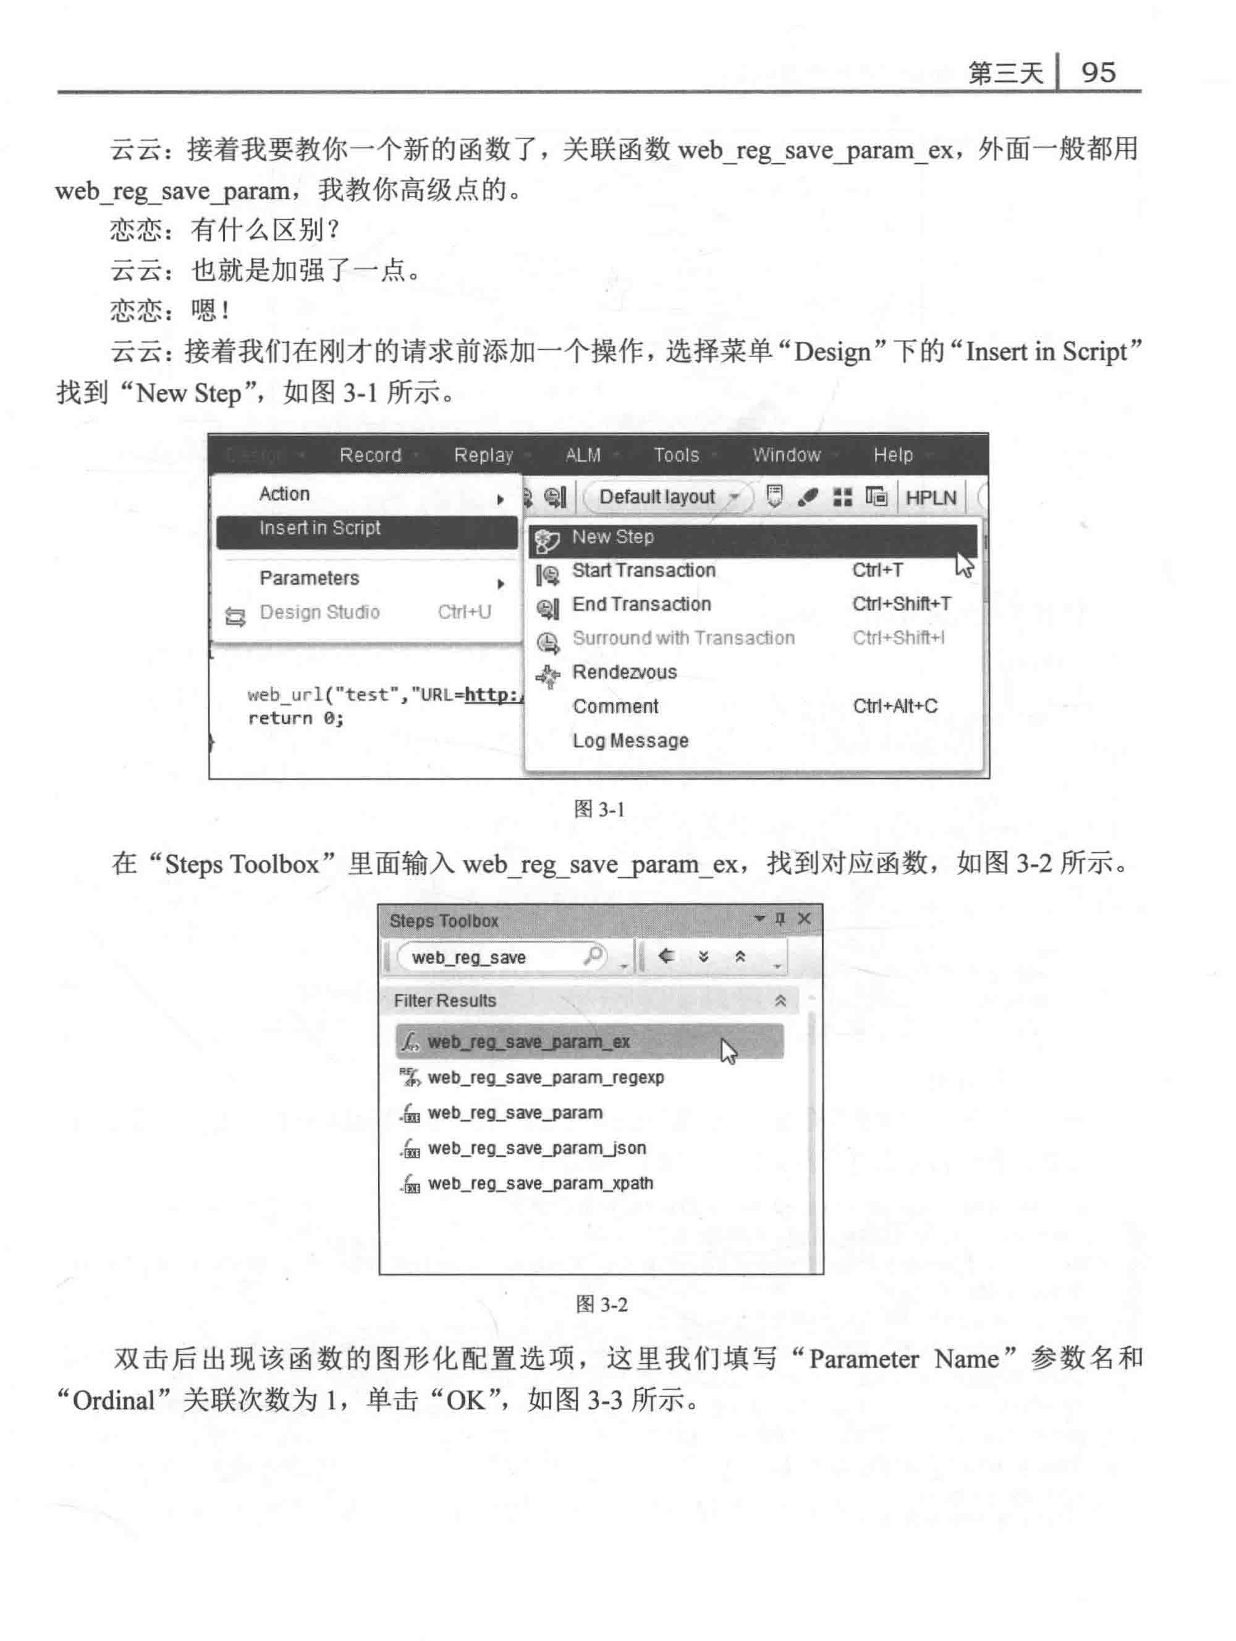 第三天 95
云云：接着我要教你一个新的函数了，关联函数 web_reg_save_param_ex，外面一般都用
web_reg_save_param，我教你高级点的。
恋恋：有什么区别？
云云：也就是加强了一点。
恋恋：嗯！
云云：接着我们在刚才的请求前添加一个操作，选择菜单“Design”下的“Insert in Script”
找到“New Step”，如图 3-1 所示。
Design Record Replay ALM Tools Window Help
Action Default layout HPLN
Insert in Script
New Step
Parameters
Start Transaction Ctrl+T
Design Studio Ctrl+U
End Transaction Ctrl+Shift+T
Surround with Transaction Ctrl+Shift+I
Rendezvous
web_url("test","URL=http:/
Comment Ctrl+Alt+C
return 0;
Log Message
}
图 3-1
在“Steps Toolbox”里面输入 web_reg_save_param_ex，找到对应函数，如图 3-2 所示。
Steps Toolbox
web_reg_save
Filter Results
web_reg_save_param_ex
web_reg_save_param_regexp
web_reg_save_param
web_reg_save_param_json
web_reg_save_param_xpath
图 3-2
双击后出现该函数的图形化配置选项，这里我们填写“Parameter Name”参数名和
“Ordinal”关联次数为 1，单击“OK”，如图 3-3 所示。